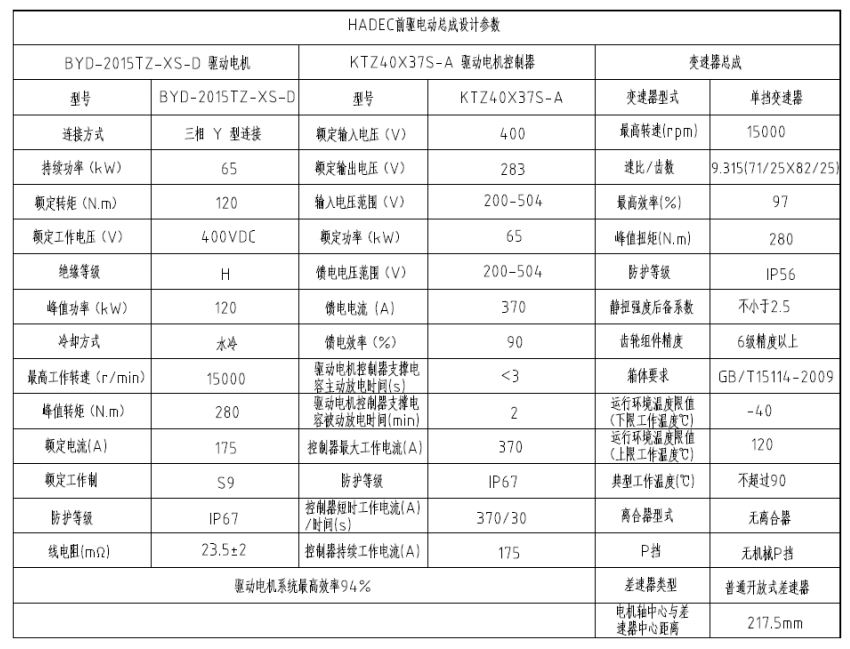 HADEC前驱电动总成设计参数
BYD-2015TZ-XS-D 驱动电机 KTZ40X37S-A 驱动电机控制器 变速器总成
型号 BYD-2015TZ-XS-D 型号 KTZ40X37S-A 变速器型式 单挡变速器
连接方式 三相 Y 型连接 额定输入电压（V） 400 最高转速(rpm) 15000
持续功率（kW） 65 额定输出电压（V） 283 速比/齿数 9.315(71/25X82/25)
额定转矩（N.m） 120 输入电压范围（V） 200-504 最高效率(%) 97
额定工作电压（V） 400VDC 额定功率（kW） 65 峰值扭矩(N.m) 280
绝缘等级 H 馈电电压范围（V） 200-504 防护等级 IP56
峰值功率（kW） 120 馈电电流（A） 370 静扭强度后备系数 不小于2.5
冷却方式 水冷 馈电效率（%） 90 齿轮组件精度 6级精度以上
最高工作转速（r/min） 15000 驱动电机控制器支撑电
容主动放电时间(s) <3 箱体要求 GB/T15114-2009
峰值转矩（N.m） 280 驱动电机控制器支撑电
容被动放电时间(min) 2 运行环境温度限值
(下限工作温度℃) -40
额定电流(A) 175 控制器最大工作电流(A) 370 运行环境温度限值
(上限工作温度℃) 120
额定工作制 S9 防护等级 IP67 典型工作温度(℃) 不超过90
防护等级 IP67 控制器短时工作电流(A)
/时间(s) 370/30 离合器型式 无离合器
线电阻(mΩ) 23.5±2 控制器持续工作电流(A) 175 P挡 无机械P挡
驱动电机系统最高效率94% 差速器类型 普通开放式差速器
电机轴中心与差
速器中心距离 217.5mm